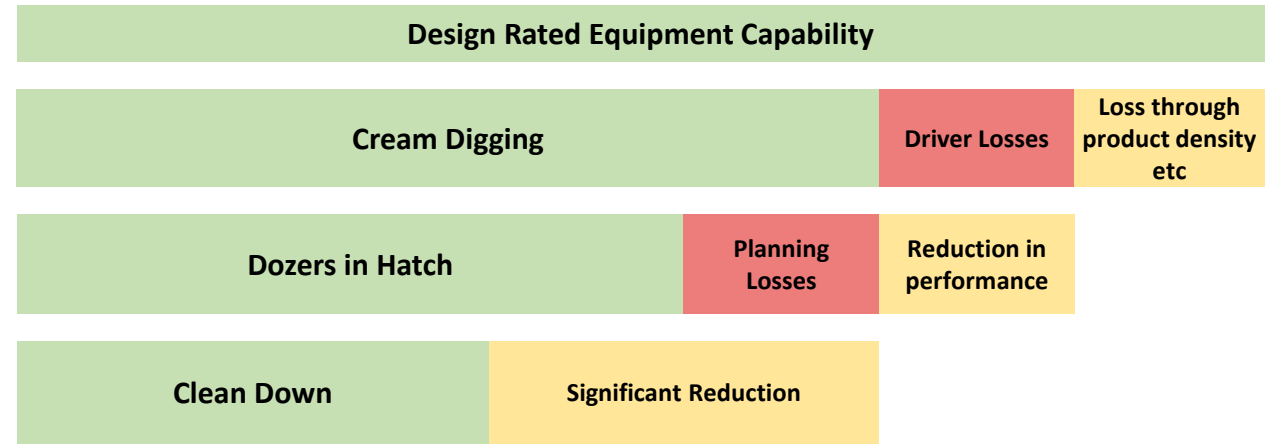 Design Rated Equipment Capability
Cream Digging
Driver Losses
Loss through
product density
etc
Dozers in Hatch
Planning
Losses
Reduction in
performance
Clean Down
Significant Reduction